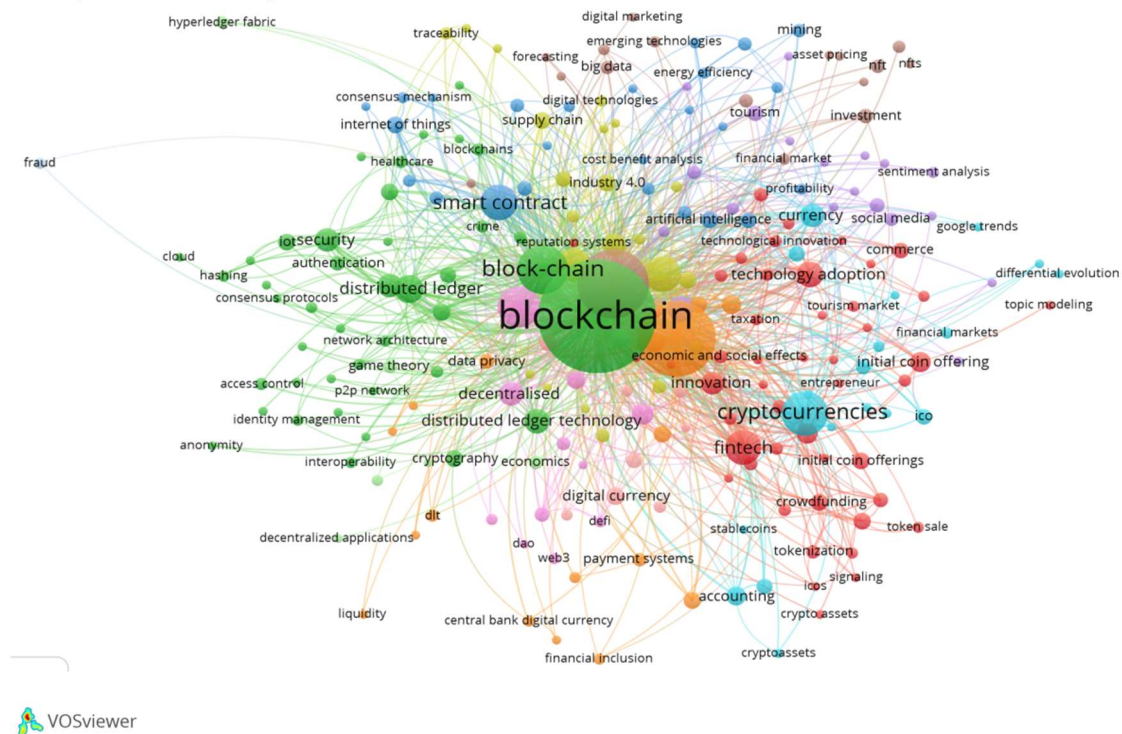 digital marketing
hyperledger fabric
mining
traceability
emerging technologies
asset pricing
forecasting
big data
nft
nfts
energy efficiency
consensus mechanism
digital technologies
tourism
supply chain
investment
internet of things
blockchains
healthcare
cost benefit analysis
financial market
fraud
sentiment analysis
industry 4.0
profitability
smart contract
artificial intelligence
currency
social media
crime
google trends
iot
security
reputation systems
technological innovation
commerce
cloud
authentication
block-chain
technology adoption
differential evolution
hashing
distributed ledger
consensus protocols
tourism market
topic modeling
blockchain
taxation
financial markets
network architecture
data privacy
economic and social effects
game theory
initial coin offering
access control
p2p network
decentralised
innovation
entrepreneur
identity management
distributed ledger technology
cryptocurrencies
ico
anonymity
fintech
interoperability
cryptography
economics
initial coin offerings
digital currency
crowdfunding
dlt
defi
stablecoins
token sale
decentralized applications
dao
web3
payment systems
tokenization
signaling
icos
accounting
liquidity
central bank digital currency
crypto assets
financial inclusion
cryptoassets
VOSviewer